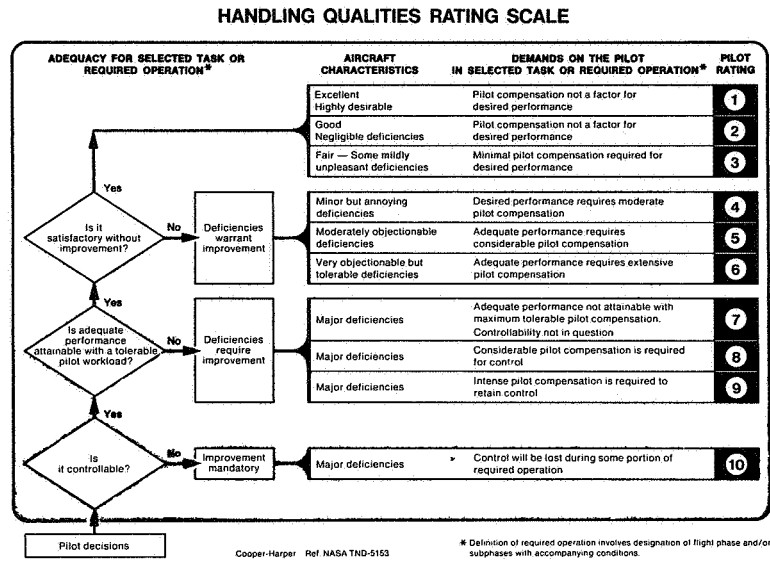 HANDLING QUALITIES RATING SCALE
ADEQUACY FOR SELECTED TASK OR
REQUIRED OPERATION*
AIRCRAFT
CHARACTERISTICS
DEMANDS ON THE PILOT
IN SELECTED TASK OR REQUIRED OPERATION*
PILOT
RATING
Excellent
Highly desirable
Pilot compensation not a factor for
desired performance
1
Good
Negligible deficiencies
Pilot compensation not a factor for
desired performance
2
Fair — Some mildly
unpleasant deficiencies
Minimal pilot compensation required for
desired performance
3
Yes
Is it
satisfactory without
improvement?
No
Deficiencies
warrant
improvement
Minor but annoying
deficiencies
Desired performance requires moderate
pilot compensation
4
Moderately objectionable
deficiencies
Adequate performance requires
considerable pilot compensation
5
Very objectionable but
tolerable deficiencies
Adequate performance requires extensive
pilot compensation
6
Yes
Is adequate
performance
attainable with a tolerable
pilot workload?
No
Deficiencies
require
improvement
Major deficiencies
Adequate performance not attainable with
maximum tolerable pilot compensation.
Controllability not in question
7
Major deficiencies
Considerable pilot compensation is required
for control
8
Major deficiencies
Intense pilot compensation is required to
retain control
9
Yes
Is
it controllable?
No
Improvement
mandatory
Major deficiencies
Control will be lost during some portion of
required operation
10
Pilot decisions
Cooper-Harper Ref. NASA TND-5153
* Definition of required operation involves designation of flight phase and/or
subphases with accompanying conditions.